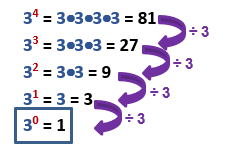 3⁴ = 3•3•3•3 = 81
÷ 3
3³ = 3•3•3 = 27
÷ 3
3² = 3•3 = 9
÷ 3
3¹ = 3 = 3
÷ 3
3⁰ = 1